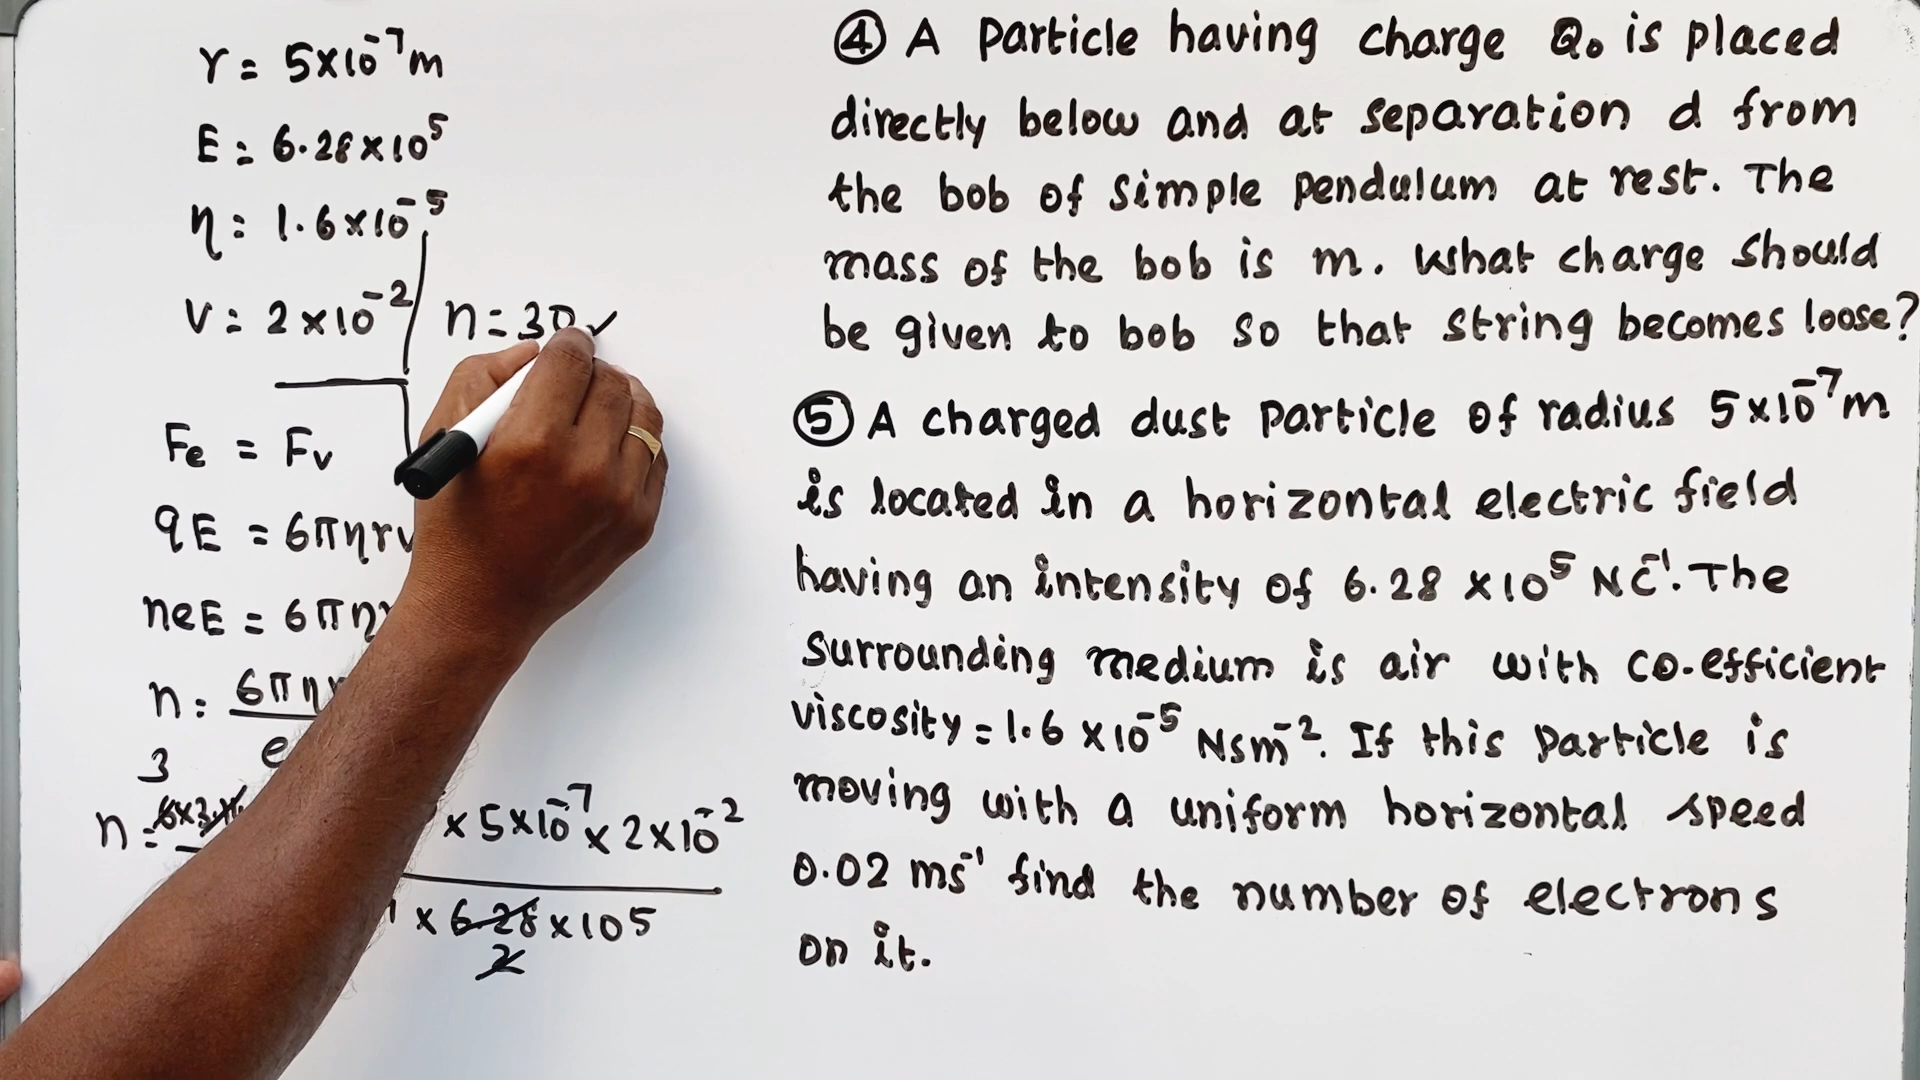 r = 5×10⁻⁷m
E = 6.28×10⁵
η = 1.6×10⁻⁵
V = 2×10⁻²
n = 30 ✓
Fe = Fv
qE = 6πηrv
neE = 6πη
n = 6πη
e
3
n = 6×3.14
× 5×10⁻⁷ × 2×10⁻²
× 6.28 × 105
2
④ A Particle having charge Q₀ is placed
directly below and at separation d from
the bob of simple pendulum at rest. The
mass of the bob is m. What charge should
be given to bob so that string becomes loose?
⑤ A charged dust Particle of radius 5×10⁻⁷m
is located in a horizontal electric field
having an intensity of 6.28 ×10⁵ NC⁻¹. The
surrounding medium is air with co.efficient
viscosity = 1.6 ×10⁻⁵ Nsm⁻². If this Particle is
moving with a uniform horizontal speed
0.02 ms⁻¹ find the number of electrons
on it.